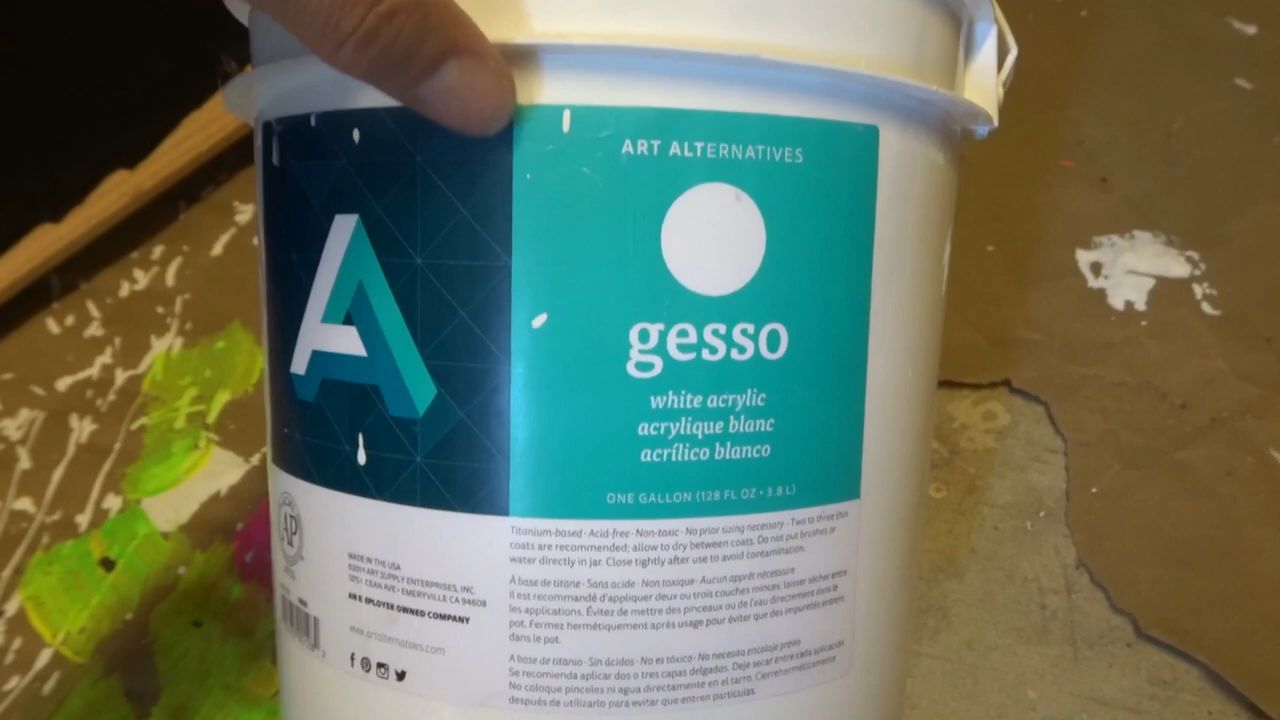 A
ART ALTERNATIVES
gesso
white acrylic
acrylique blanc
acrílico blanco
ONE GALLON (128 FL OZ • 3.8 L)
AP
MADE IN THE USA
ART SUPPLY ENTERPRISES, INC.
AVE • EMERYVILLE CA 94608
AN E PLOYER OWNED COMPANY
www.artalternatives.com
Titanium-based · Acid-free · Non-toxic · No prior sizing necessary · Two to three thin
coats are recommended; allow to dry between coats. Do not put brushes or
water directly in jar. Close tightly after use to avoid contamination.
À base de titane · Sans acide · Non toxique · Aucun apprêt nécessaire
Il est recommandé d'appliquer deux ou trois couches minces; laisser sécher entre
les applications. Évitez de mettre des pinceaux ou de l'eau directement dans le
pot. Fermez hermétiquement après usage pour éviter que des impuretés entrent
dans le pot.
A base de titanio · Sin ácidos · No es tóxico · No necesita encolaje previo
Se recomienda aplicar dos o tres capas delgados. Deje secar entre cada aplicación.
No coloque pinceles ni agua directamente en el tarro. Cierrehermeticamente
después de utilizarlo para evitar que entren partículas.